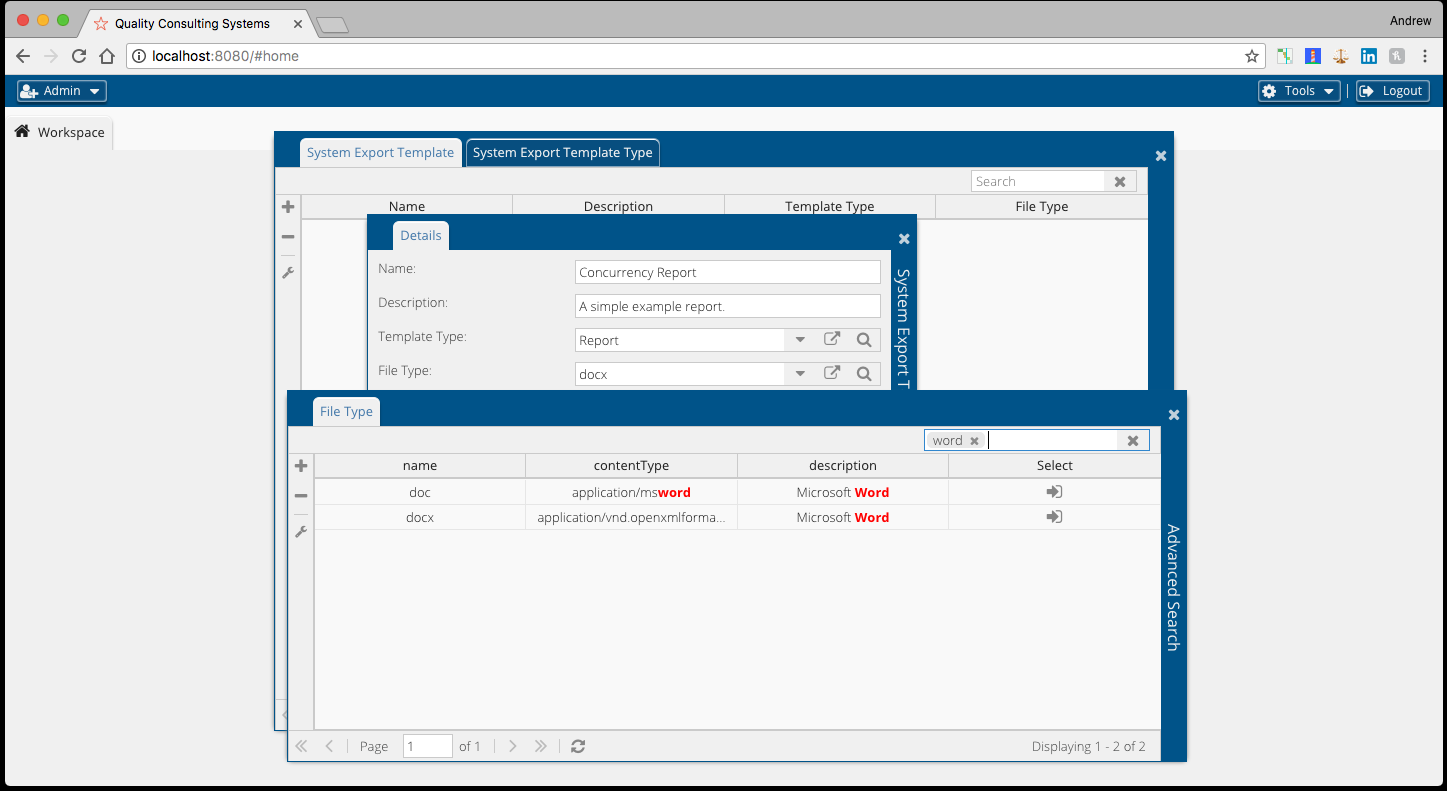 Quality Consulting Systems
Andrew
localhost:8080/#home
Admin
Tools
Logout
Workspace
System Export Template
System Export Template Type
Search
Name Description Template Type File Type
Details
Name: Concurrency Report
Description: A simple example report.
Template Type: Report
File Type: docx
System Export T
File Type
word
name contentType description Select
doc application/msword Microsoft Word
docx application/vnd.openxmlforma... Microsoft Word
Advanced Search
Page 1 of 1
Displaying 1 - 2 of 2